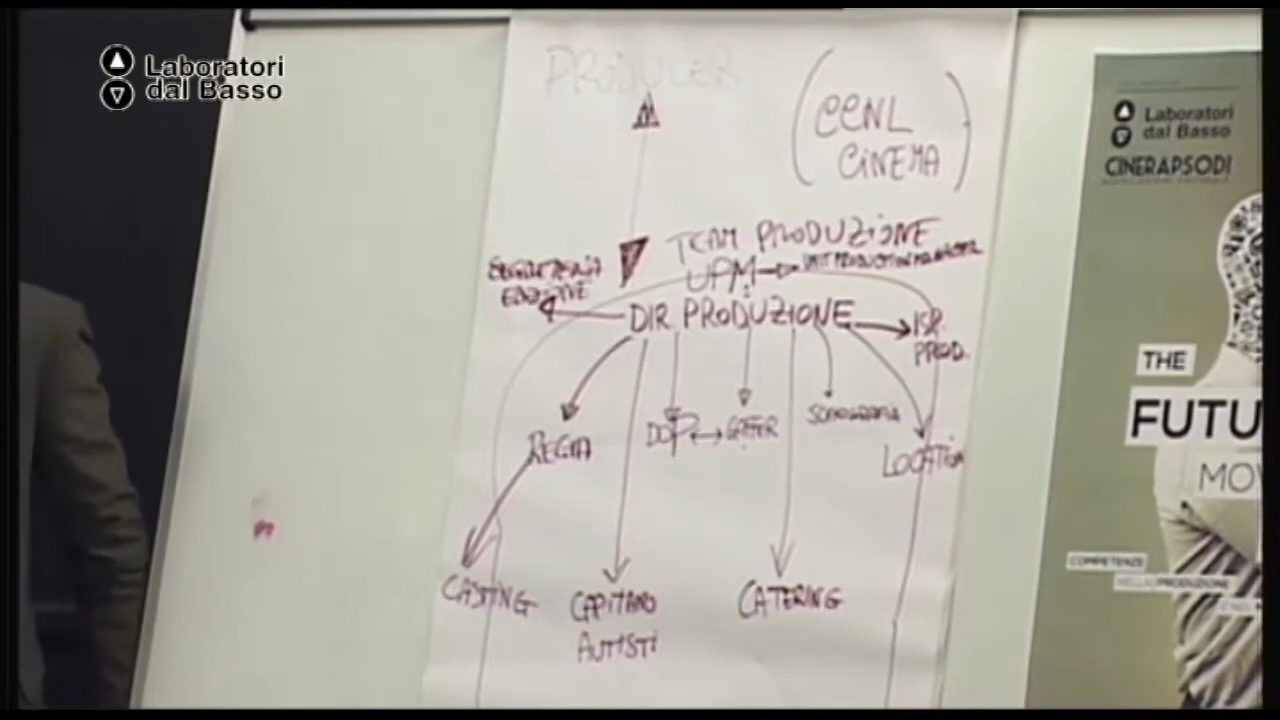 Laboratori
dal Basso
PRODUCER
(CCNL
CINEMA)
TEAM PRODUZIONE
UPM → UNIT PRODUCTION MANAGER
SEGRETERIA
DIR. PRODUZIONE
ISP.
PROD.
REGIA
DOP ↔ GAFFER
SCENOGRAFIA
LOCATION
CASTING
CAPITANO
AUTISTI
CATERING
Laboratori
dal Basso
CINERAPSODI
THE
FUTU
MOV
COMPETENZE
NELLA PRODUZIONE